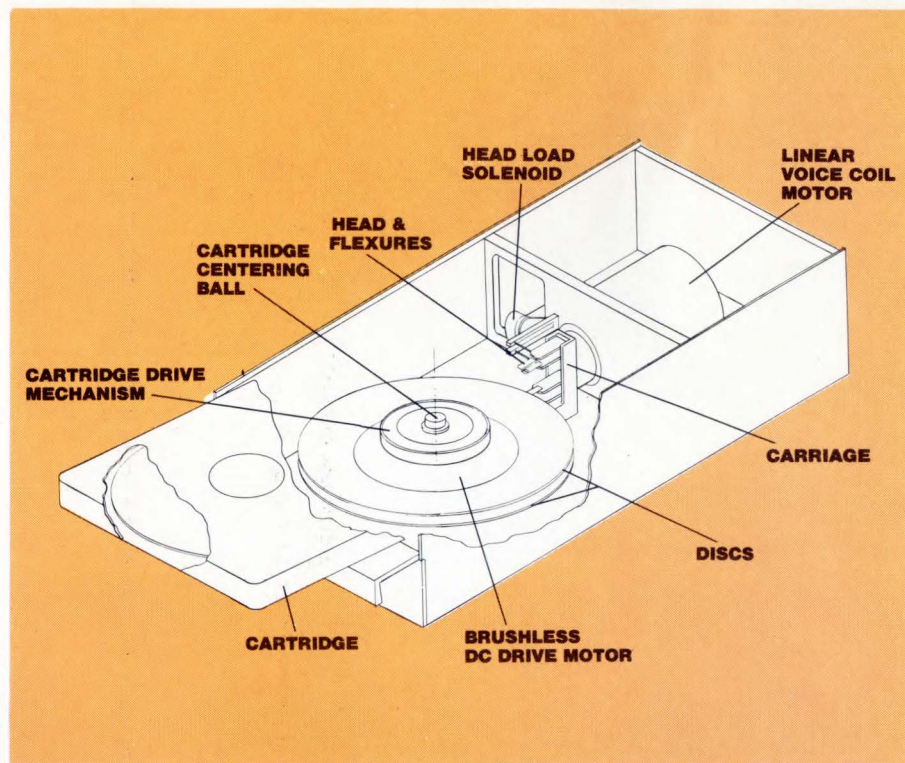 HEAD LOAD
SOLENOID
LINEAR
VOICE COIL
MOTOR
HEAD &
FLEXURES
CARTRIDGE
CENTERING
BALL
CARTRIDGE DRIVE
MECHANISM
CARRIAGE
DISCS
CARTRIDGE
BRUSHLESS
DC DRIVE MOTOR